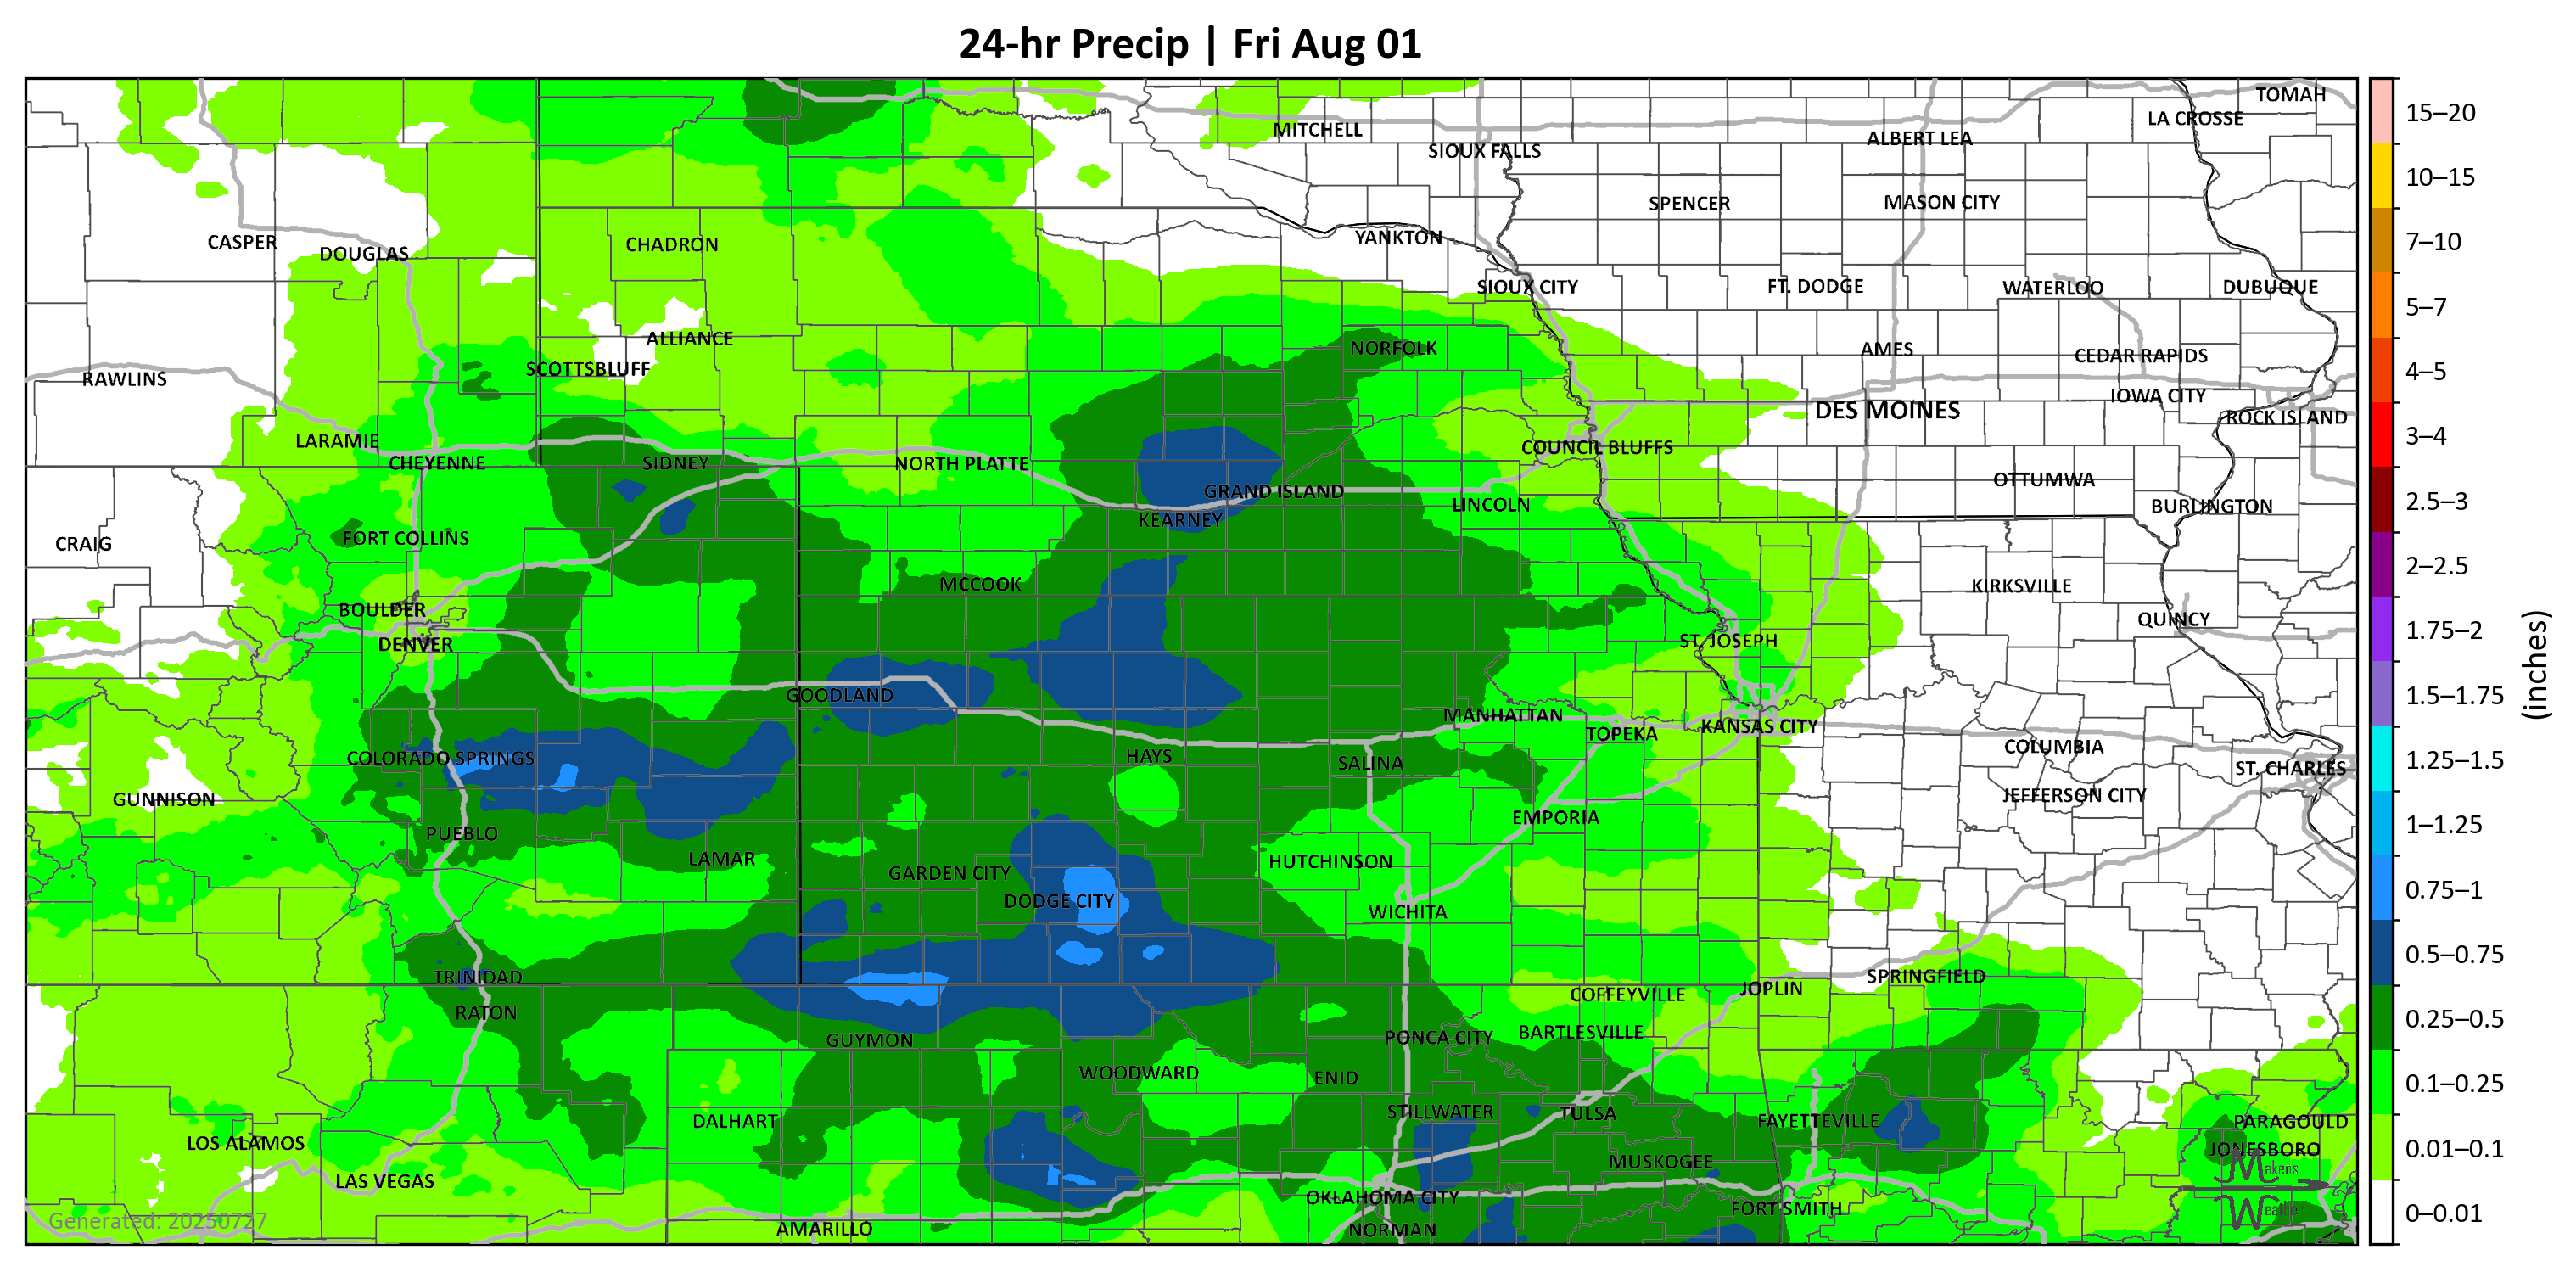 24-hr Precip | Fri Aug 01
TOMAH
LA CROSSE
MITCHELL
ALBERT LEA
SIOUX FALLS
SPENCER
MASON CITY
CASPER
DOUGLAS
CHADRON
YANKTON
SIOUX CITY
FT. DODGE
WATERLOO
DUBUQUE
ALLIANCE
NORFOLK
AMES
CEDAR RAPIDS
SCOTTSBLUFF
RAWLINS
IOWA CITY
DES MOINES
ROCK ISLAND
LARAMIE
COUNCIL BLUFFS
CHEYENNE
SIDNEY
NORTH PLATTE
OTTUMWA
GRAND ISLAND
LINCOLN
BURLINGTON
KEARNEY
CRAIG
FORT COLLINS
MCCOOK
KIRKSVILLE
BOULDER
QUINCY
DENVER
ST. JOSEPH
GOODLAND
MANHATTAN
TOPEKA
KANSAS CITY
COLUMBIA
COLORADO SPRINGS
HAYS
SALINA
ST. CHARLES
GUNNISON
JEFFERSON CITY
EMPORIA
PUEBLO
LAMAR
HUTCHINSON
GARDEN CITY
DODGE CITY
WICHITA
TRINIDAD
SPRINGFIELD
JOPLIN
COFFEYVILLE
RATON
BARTLESVILLE
PONCA CITY
GUYMON
WOODWARD
ENID
STILLWATER
TULSA
DALHART
FAYETTEVILLE
PARAGOULD
LOS ALAMOS
JONESBORO
MUSKOGEE
LAS VEGAS
OKLAHOMA CITY
FORT SMITH
AMARILLO
NORMAN
Generated: 20250727
Makens
Weather
15–20
10–15
7–10
5–7
4–5
3–4
2.5–3
2–2.5
1.75–2
1.5–1.75
1.25–1.5
1–1.25
0.75–1
0.5–0.75
0.25–0.5
0.1–0.25
0.01–0.1
0–0.01
(inches)